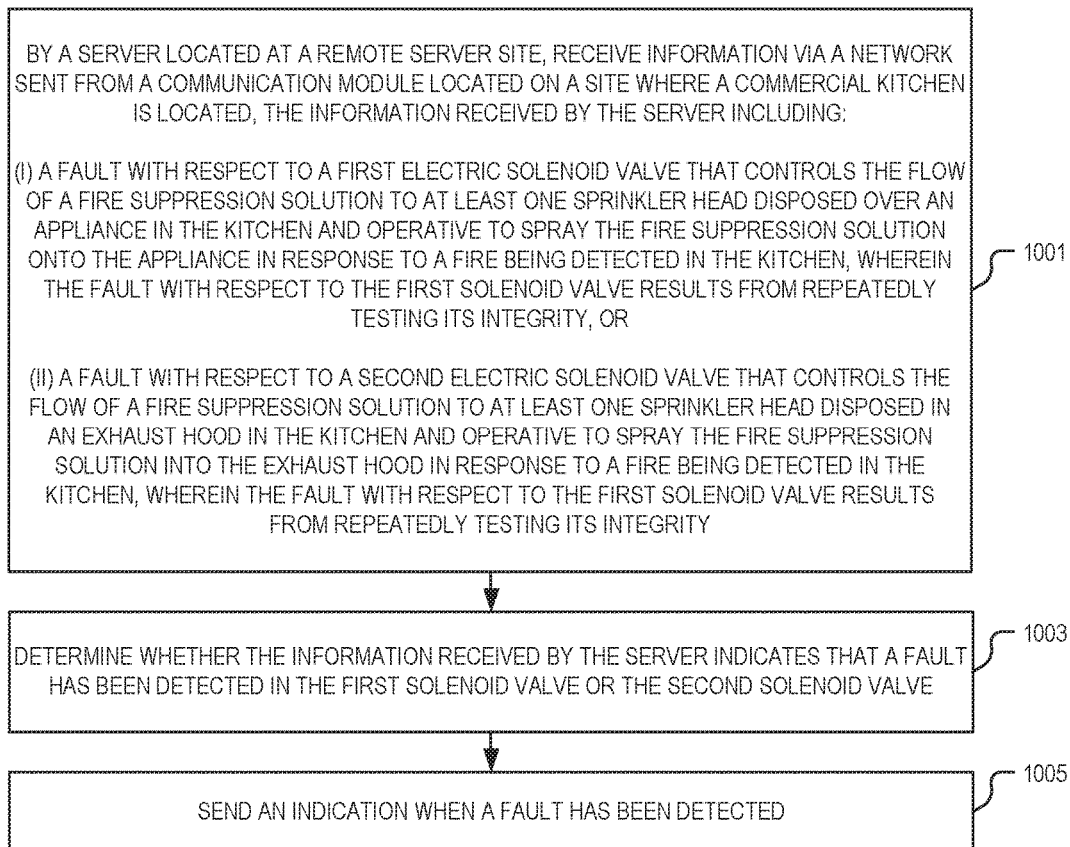 BY A SERVER LOCATED AT A REMOTE SERVER SITE, RECEIVE INFORMATION VIA A NETWORK
SENT FROM A COMMUNICATION MODULE LOCATED ON A SITE WHERE A COMMERCIAL KITCHEN
IS LOCATED, THE INFORMATION RECEIVED BY THE SERVER INCLUDING:
(I) A FAULT WITH RESPECT TO A FIRST ELECTRIC SOLENOID VALVE THAT CONTROLS THE FLOW
OF A FIRE SUPPRESSION SOLUTION TO AT LEAST ONE SPRINKLER HEAD DISPOSED OVER AN
APPLIANCE IN THE KITCHEN AND OPERATIVE TO SPRAY THE FIRE SUPPRESSION SOLUTION
ONTO THE APPLIANCE IN RESPONSE TO A FIRE BEING DETECTED IN THE KITCHEN, WHEREIN
THE FAULT WITH RESPECT TO THE FIRST SOLENOID VALVE RESULTS FROM REPEATEDLY
TESTING ITS INTEGRITY, OR
1001
(II) A FAULT WITH RESPECT TO A SECOND ELECTRIC SOLENOID VALVE THAT CONTROLS THE
FLOW OF A FIRE SUPPRESSION SOLUTION TO AT LEAST ONE SPRINKLER HEAD DISPOSED IN
AN EXHAUST HOOD IN THE KITCHEN AND OPERATIVE TO SPRAY THE FIRE SUPPRESSION
SOLUTION INTO THE EXHAUST HOOD IN RESPONSE TO A FIRE BEING DETECTED IN THE
KITCHEN, WHEREIN THE FAULT WITH RESPECT TO THE FIRST SOLENOID VALVE RESULTS
FROM REPEATEDLY TESTING ITS INTEGRITY
DETERMINE WHETHER THE INFORMATION RECEIVED BY THE SERVER INDICATES THAT A FAULT
HAS BEEN DETECTED IN THE FIRST SOLENOID VALVE OR THE SECOND SOLENOID VALVE
1003
SEND AN INDICATION WHEN A FAULT HAS BEEN DETECTED
1005